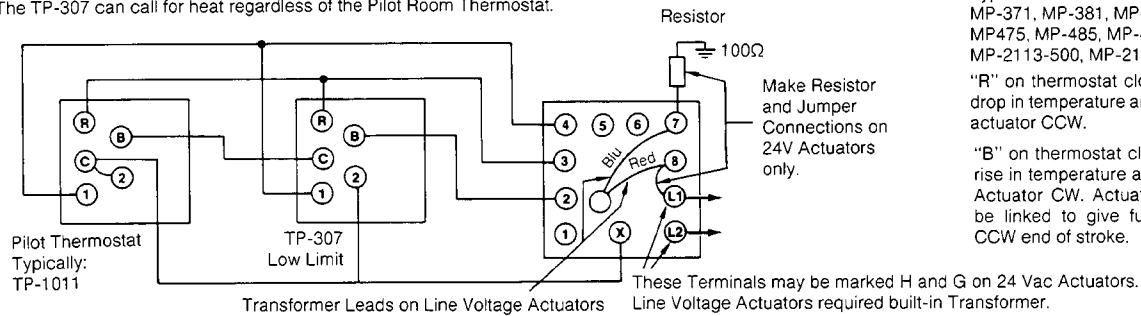 The TP-307 can call for heat regardless of the Pilot Room Thermostat.
Resistor
100Ω
Make Resistor
and Jumper
Connections on
24V Actuators
only.
R
B
C
2
1
Pilot Thermostat
Typically:
TP-1011
R
B
C
2
1
TP-307
Low Limit
4
5
6
7
3
Blu
Red
8
2
L1
1
X
L2
Transformer Leads on Line Voltage Actuators
These Terminals may be marked H and G on 24 Vac Actuators.
Line Voltage Actuators required built-in Transformer.
MP-371, MP-381, MP-
MP475, MP-485, MP-
MP-2113-500, MP-21
"R" on thermostat clo
drop in temperature an
actuator CCW.
"B" on thermostat clo
rise in temperature a
Actuator CW. Actuat
be linked to give fu
CCW end of stroke.